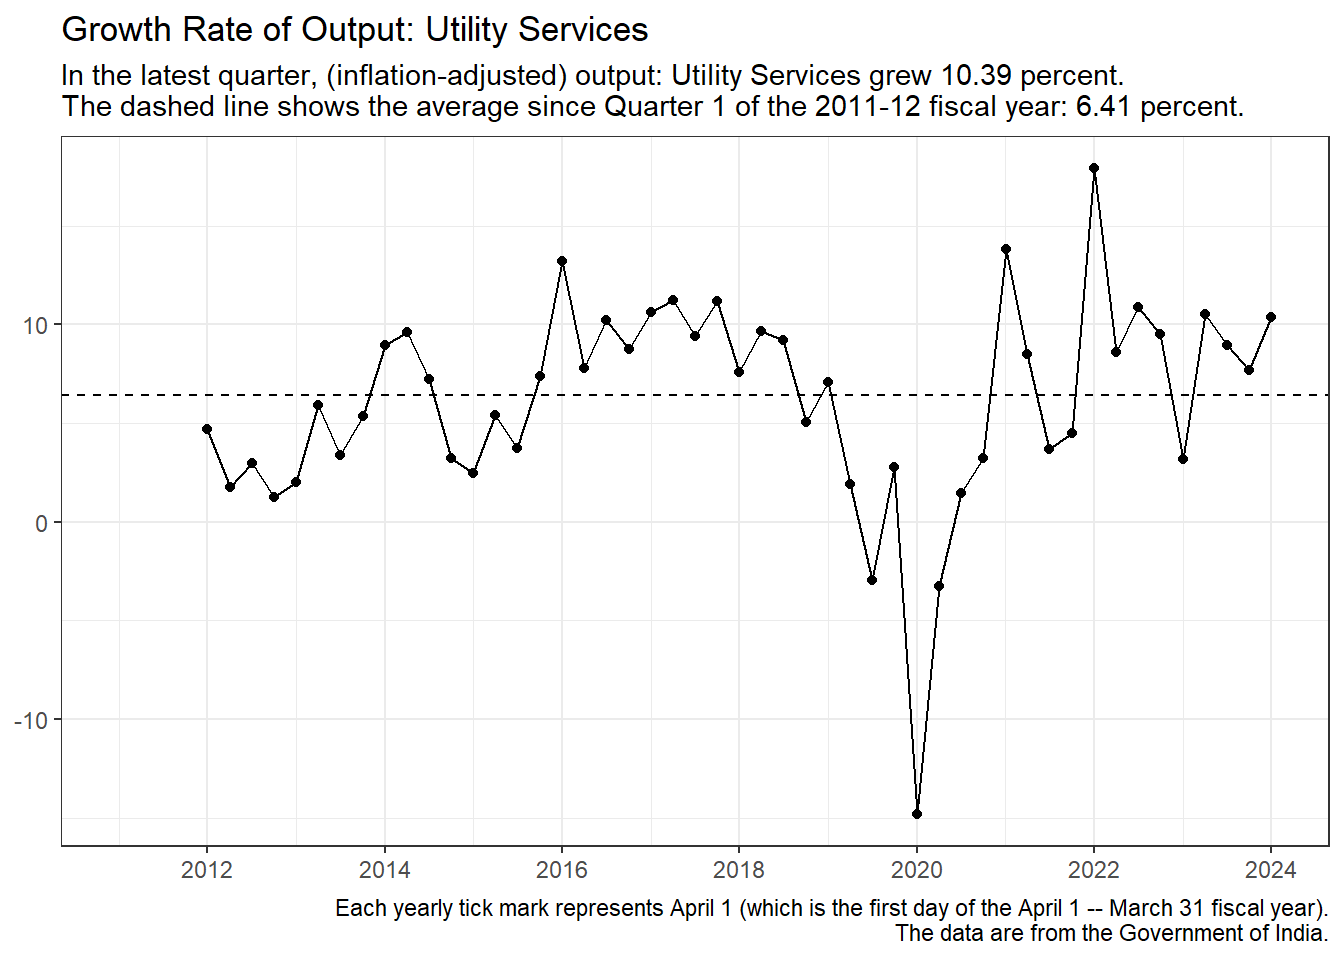 Growth Rate of Output: Utility Services
In the latest quarter, (inflation-adjusted) output: Utility Services grew 10.39 percent.
The dashed line shows the average since Quarter 1 of the 2011-12 fiscal year: 6.41 percent.
10
0
-10
2012 2014 2016 2018 2020 2022 2024
Each yearly tick mark represents April 1 (which is the first day of the April 1 -- March 31 fiscal year).
The data are from the Government of India.